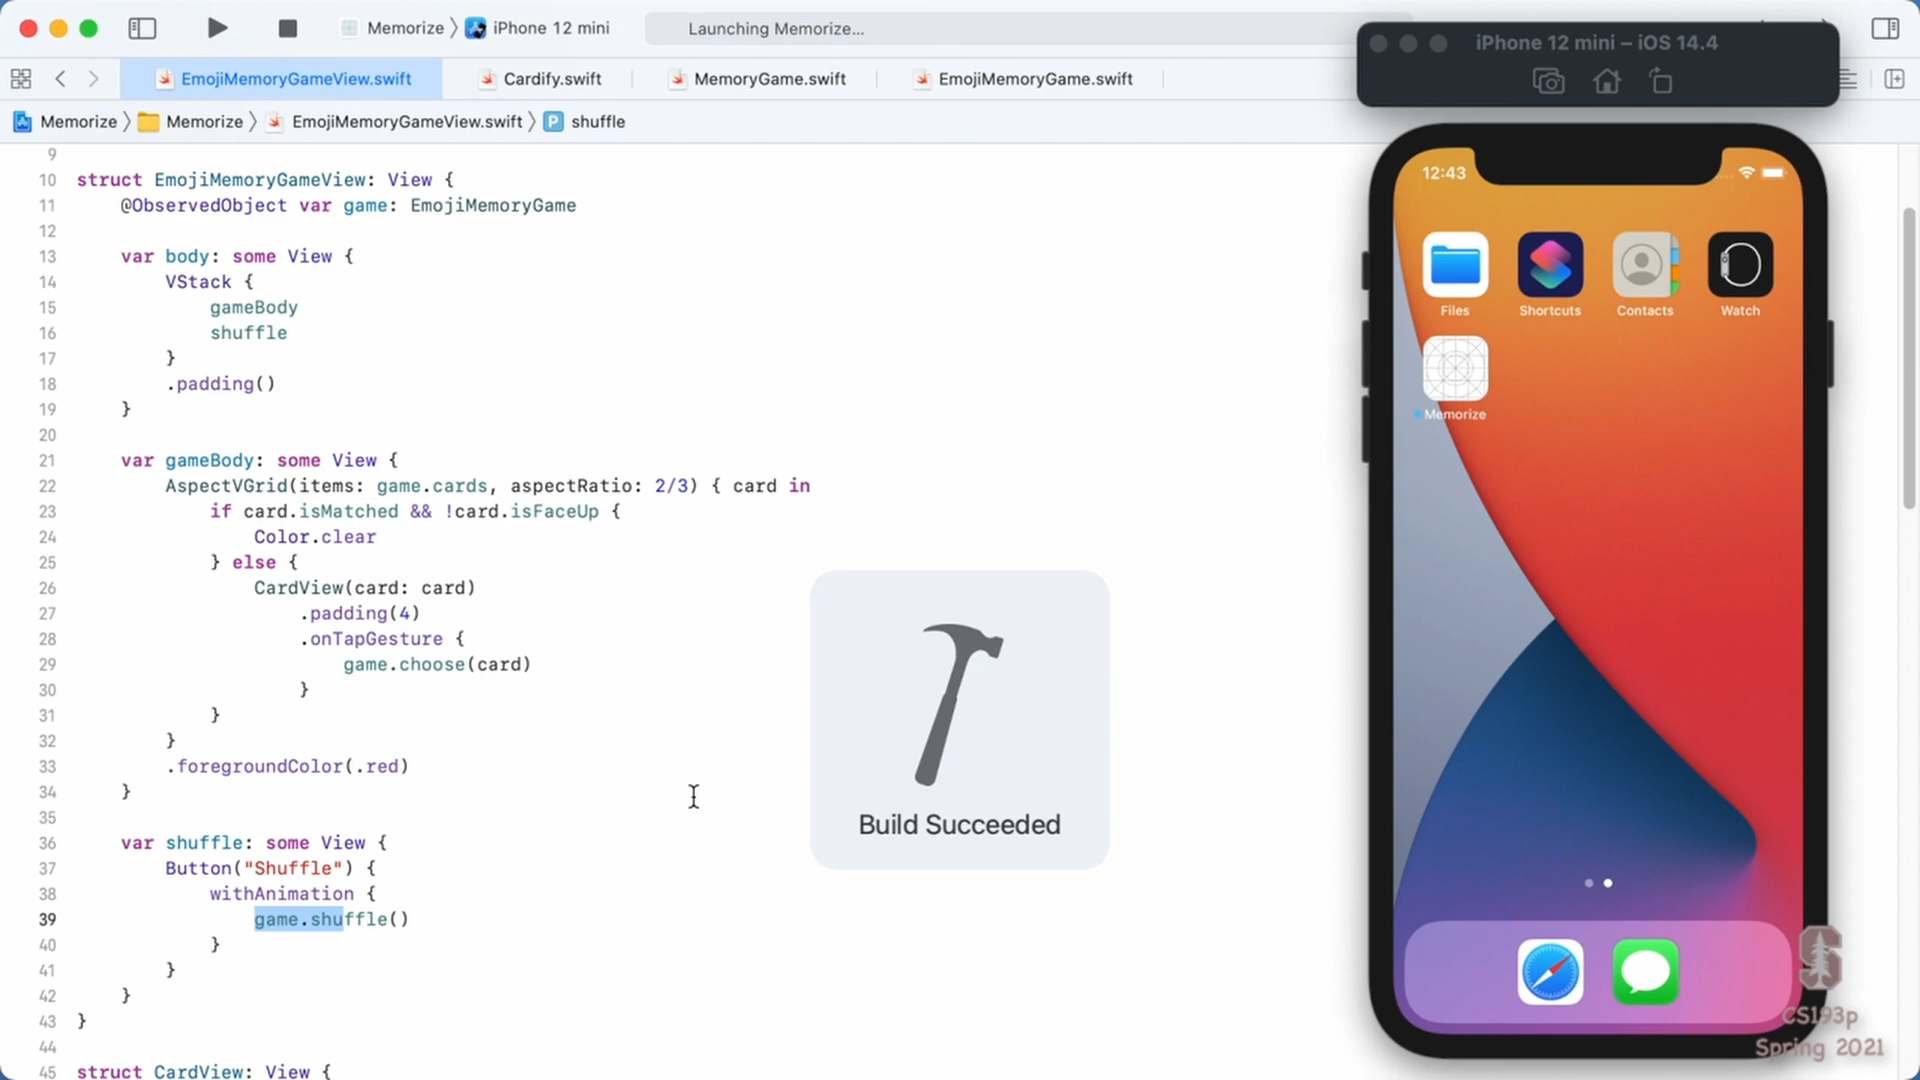 Memorize 〉 iPhone 12 mini
Launching Memorize...
iPhone 12 mini – iOS 14.4
EmojiMemoryGameView.swift
Cardify.swift
MemoryGame.swift
EmojiMemoryGame.swift
Memorize 〉 Memorize 〉 EmojiMemoryGameView.swift 〉 P shuffle
9
10 struct EmojiMemoryGameView: View {
11     @ObservedObject var game: EmojiMemoryGame
12
13     var body: some View {
14         VStack {
15             gameBody
16             shuffle
17         }
18         .padding()
19     }
20
21     var gameBody: some View {
22         AspectVGrid(items: game.cards, aspectRatio: 2/3) { card in
23             if card.isMatched && !card.isFaceUp {
24                 Color.clear
25             } else {
26                 CardView(card: card)
27                     .padding(4)
28                     .onTapGesture {
29                         game.choose(card)
30                     }
31             }
32         }
33         .foregroundColor(.red)
34     }
35
36     var shuffle: some View {
37         Button("Shuffle") {
38             withAnimation {
39                 game.shuffle()
40             }
41         }
42     }
43 }
44
45 struct CardView: View {
Build Succeeded
12:43
Files
Shortcuts
Contacts
Watch
Memorize
S
CS193p
Spring 2021